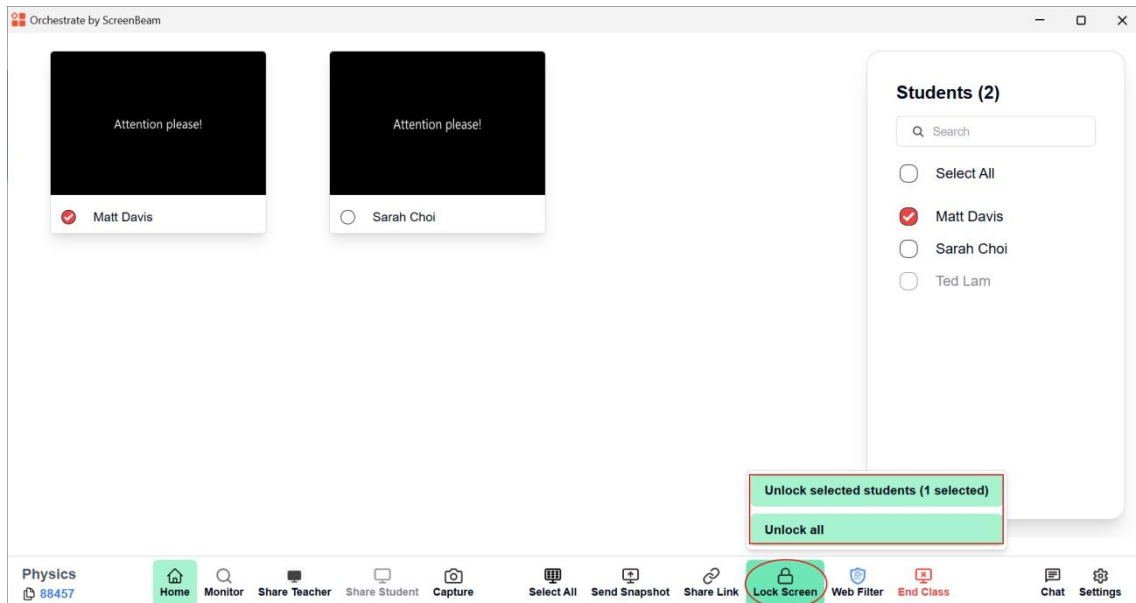 Orchestrate by ScreenBeam
Attention please!
Attention please!
Matt Davis
Sarah Choi
Students (2)
Search
Select All
Matt Davis
Sarah Choi
Ted Lam
Unlock selected students (1 selected)
Unlock all
Physics
88457
Home
Monitor
Share Teacher
Share Student
Capture
Select All
Send Snapshot
Share Link
Lock Screen
Web Filter
End Class
Chat
Settings